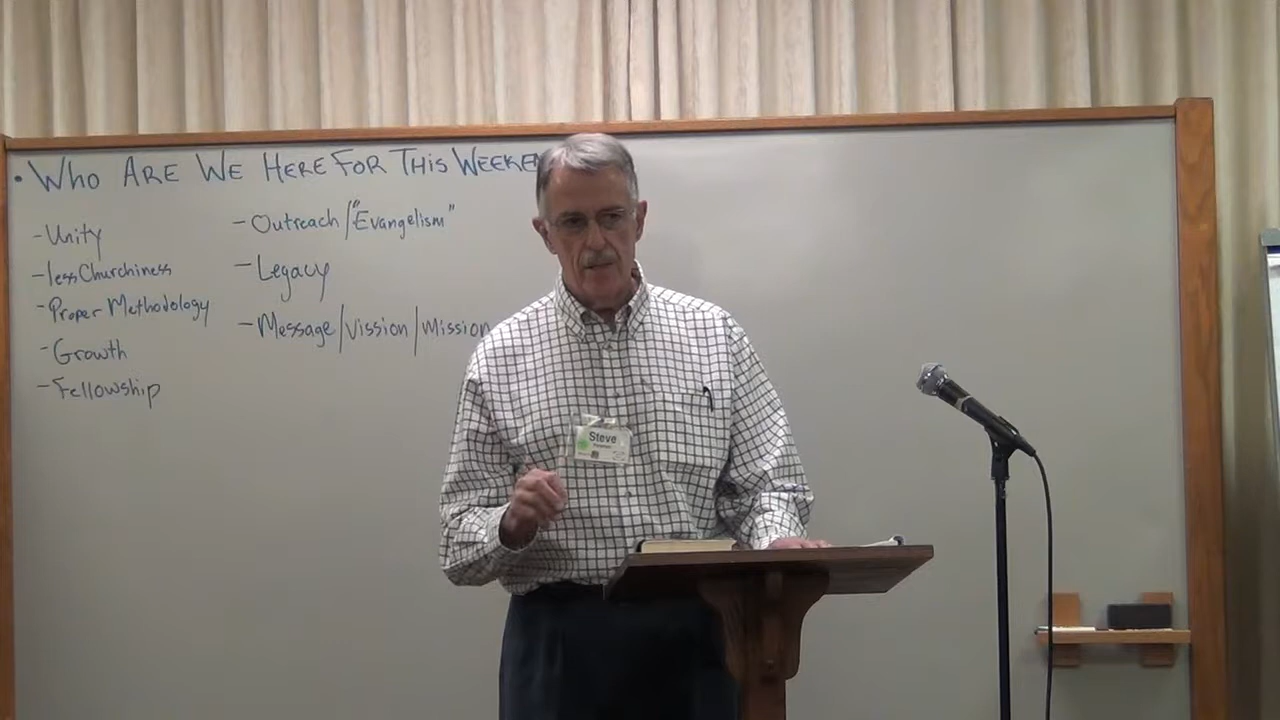 • WHO ARE WE HERE FOR THIS WEEKEN
- Unity
- less Churchiness
- Proper Methodology
- Growth
- Fellowship
- Outreach/"Evangelism"
- Legacy
- Message/Vission/Mission
Steve